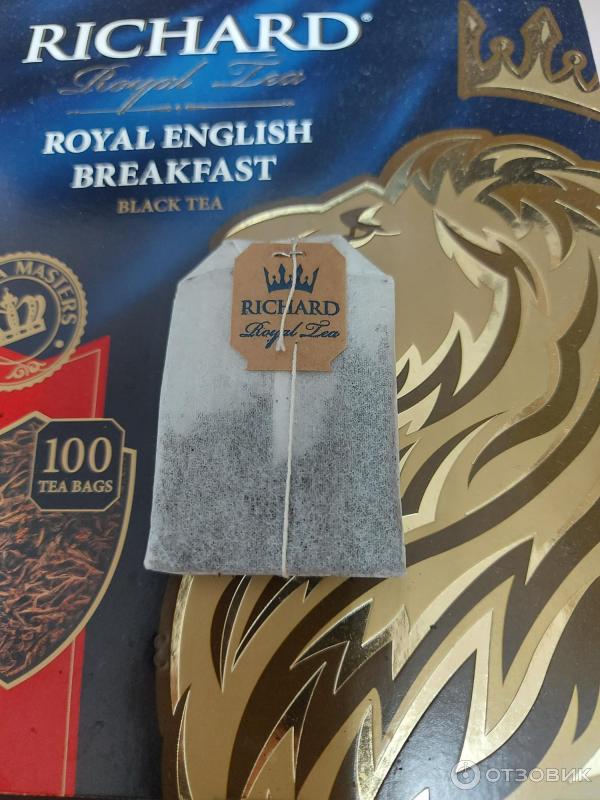 RICHARD®
Royal Tea
ROYAL ENGLISH
BREAKFAST
BLACK TEA
MASTERS
RICHARD
Royal Tea
100
TEA BAGS
ОТЗОВИК